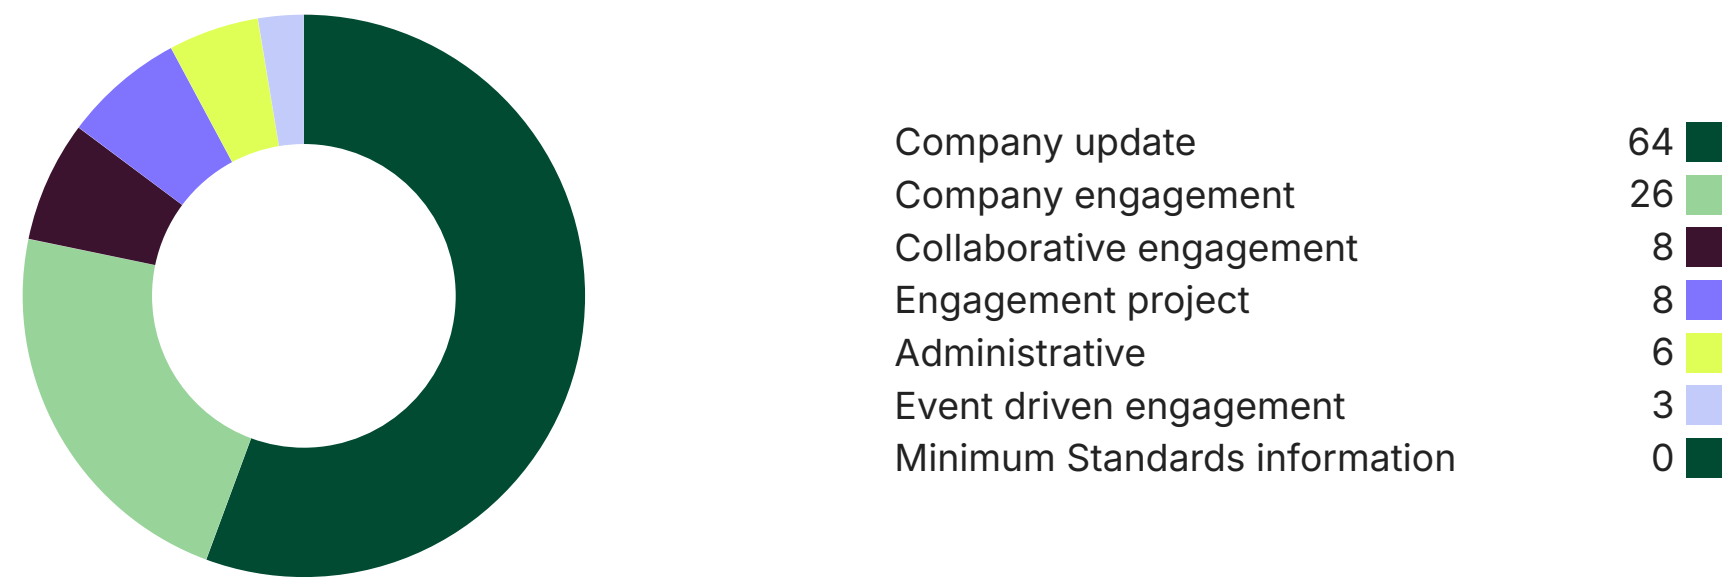 Company update 64
Company engagement 26
Collaborative engagement 8
Engagement project 8
Administrative 6
Event driven engagement 3
Minimum Standards information 0